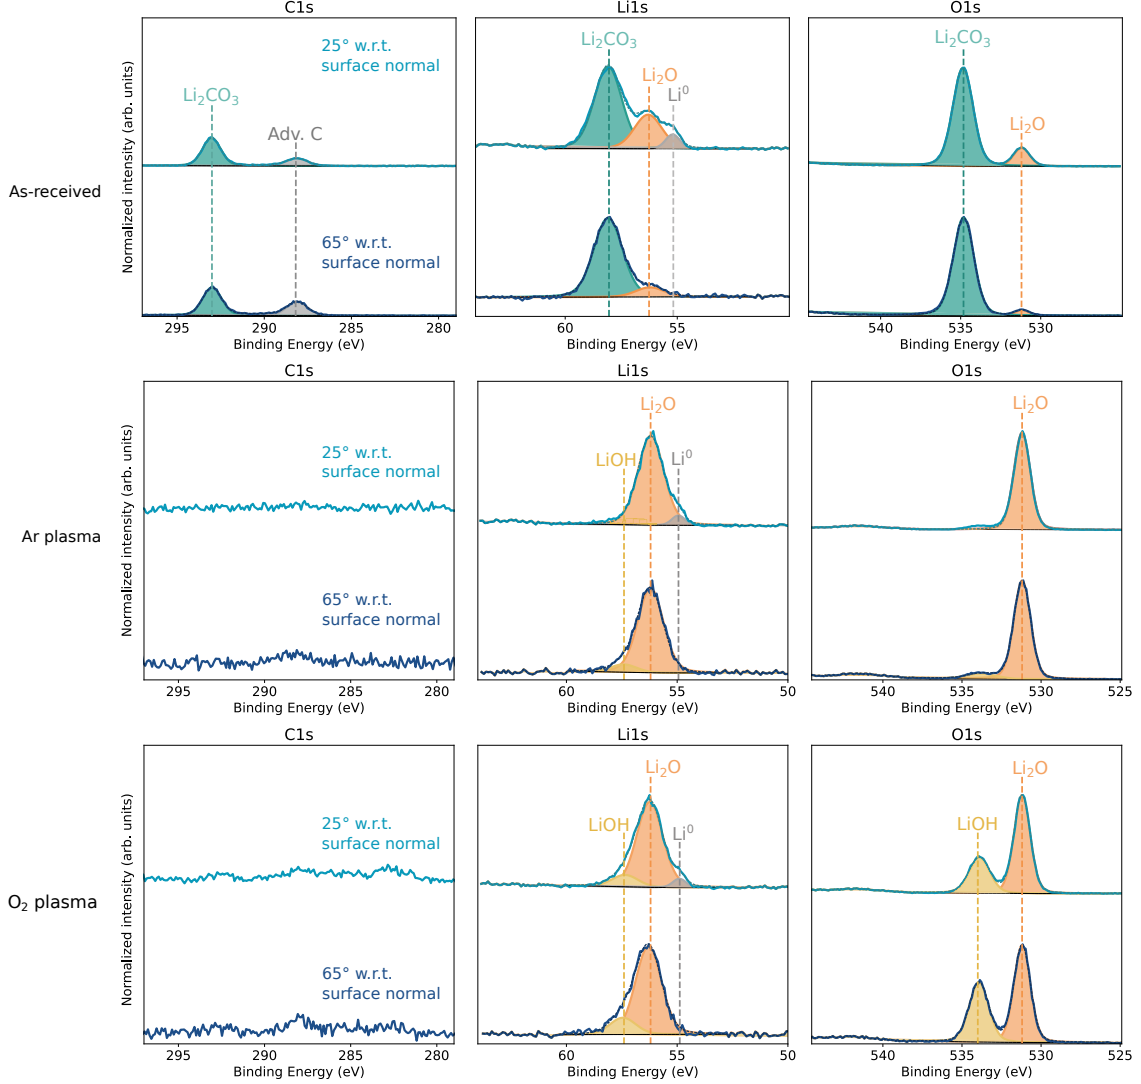 C1s
Li1s
O1s
As-received
Normalized intensity (arb. units)
25° w.r.t.
surface normal
Li₂CO₃
Adv. C
65° w.r.t.
surface normal
295
290
285
280
Binding Energy (eV)
Li₂CO₃
Li₂O
Li⁰
60
55
Binding Energy (eV)
Li₂CO₃
Li₂O
540
535
530
Binding Energy (eV)
C1s
Li1s
O1s
Ar plasma
Normalized intensity (arb. units)
25° w.r.t.
surface normal
65° w.r.t.
surface normal
295
290
285
280
Binding Energy (eV)
Li₂O
LiOH
Li⁰
60
55
50
Binding Energy (eV)
Li₂O
540
535
530
525
Binding Energy (eV)
C1s
Li1s
O1s
O₂ plasma
Normalized intensity (arb. units)
25° w.r.t.
surface normal
65° w.r.t.
surface normal
295
290
285
280
Binding Energy (eV)
Li₂O
LiOH
Li⁰
60
55
50
Binding Energy (eV)
Li₂O
LiOH
540
535
530
525
Binding Energy (eV)